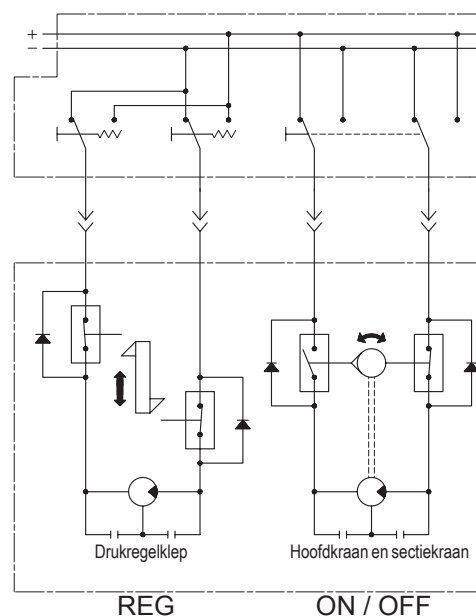 +
−
Drukregelklep
Hoofdkraan en sectiekraan
REG
ON / OFF